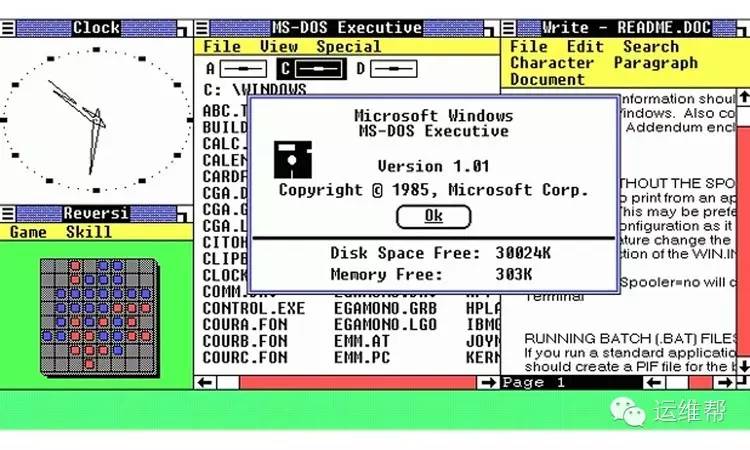 Clock
Reversi
Game Skill
MS-DOS Executive
File View Special
A C D
C: \WINDOWS
ABC.T
BUILD
CALC.
CALEN
CARDF
CGA.D
CGA.G
CGA.L
CITOH
CLIPB
CLOCK
COMM.DRV
CONTROL.EXE EGAMONO.GRB HPLA
COURA.FON EGAMONO.LGO IBMG
COURB.FON EMM.AT JOYM
COURC.FON EMM.PC KERN
Microsoft Windows
MS-DOS Executive
Version 1.01
Copyright © 1985, Microsoft Corp.
Ok
Disk Space Free: 30024K
Memory Free: 303K
Write - README.DOC
File Edit Search
Character Paragraph
Document
nformation shoul
indows. Also co
Addendum encl
THOUT THE SPO
o print from an ap
This may be prefe
onfiguration as it
ature change the
ction of the WIN.IN
Spooler=no will d
Terminal
RUNNING BATCH (.BAT) FILES
If you run a standard application
should create a PIF file for the b
Page 1
运维帮